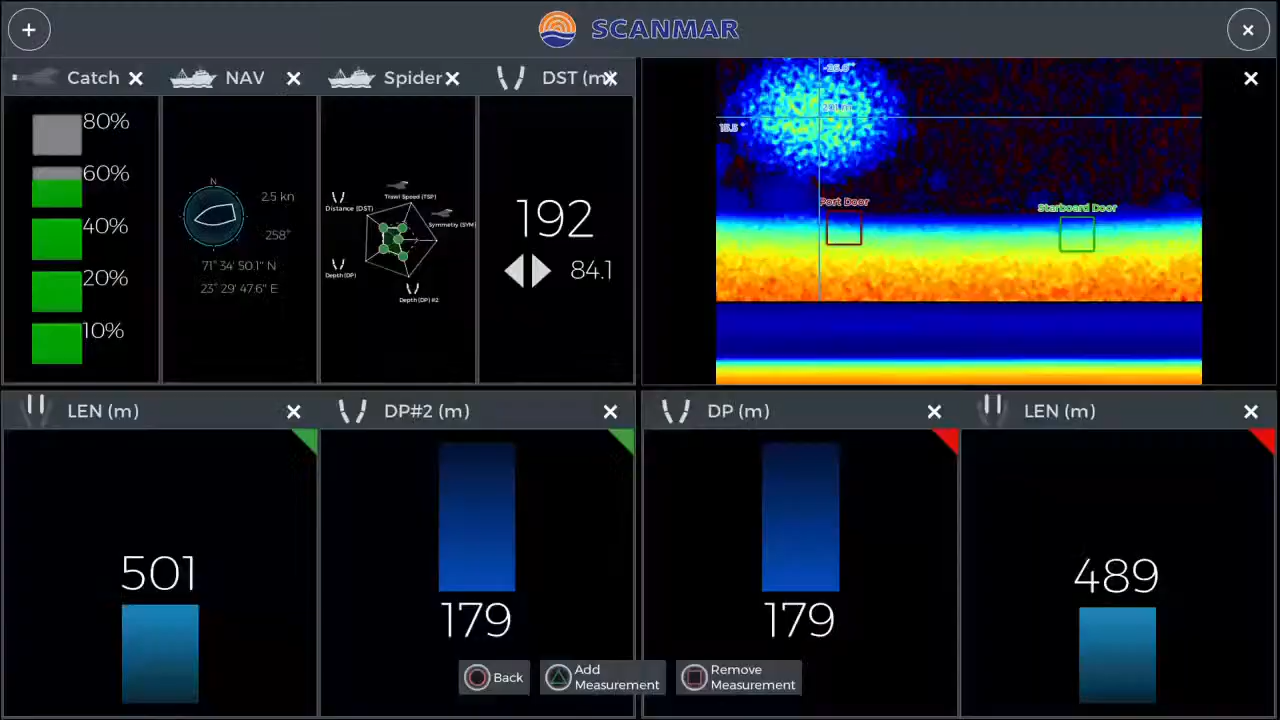 SCANMAR
Catch
NAV
Spider
DST (m)
80%
60%
40%
20%
10%
N
2.5 kn
258°
71° 34' 50.1" N
23° 29' 47.6" E
Trawl Speed (TSP)
Distance (DST)
Symmetry (SYM
Depth (DP)
Depth (DP) #2
192
84.1
18.5 °
Port Door
Starboard Door
LEN (m)
DP#2 (m)
DP (m)
LEN (m)
501
179
179
489
Back
Add
Measurement
Remove
Measurement